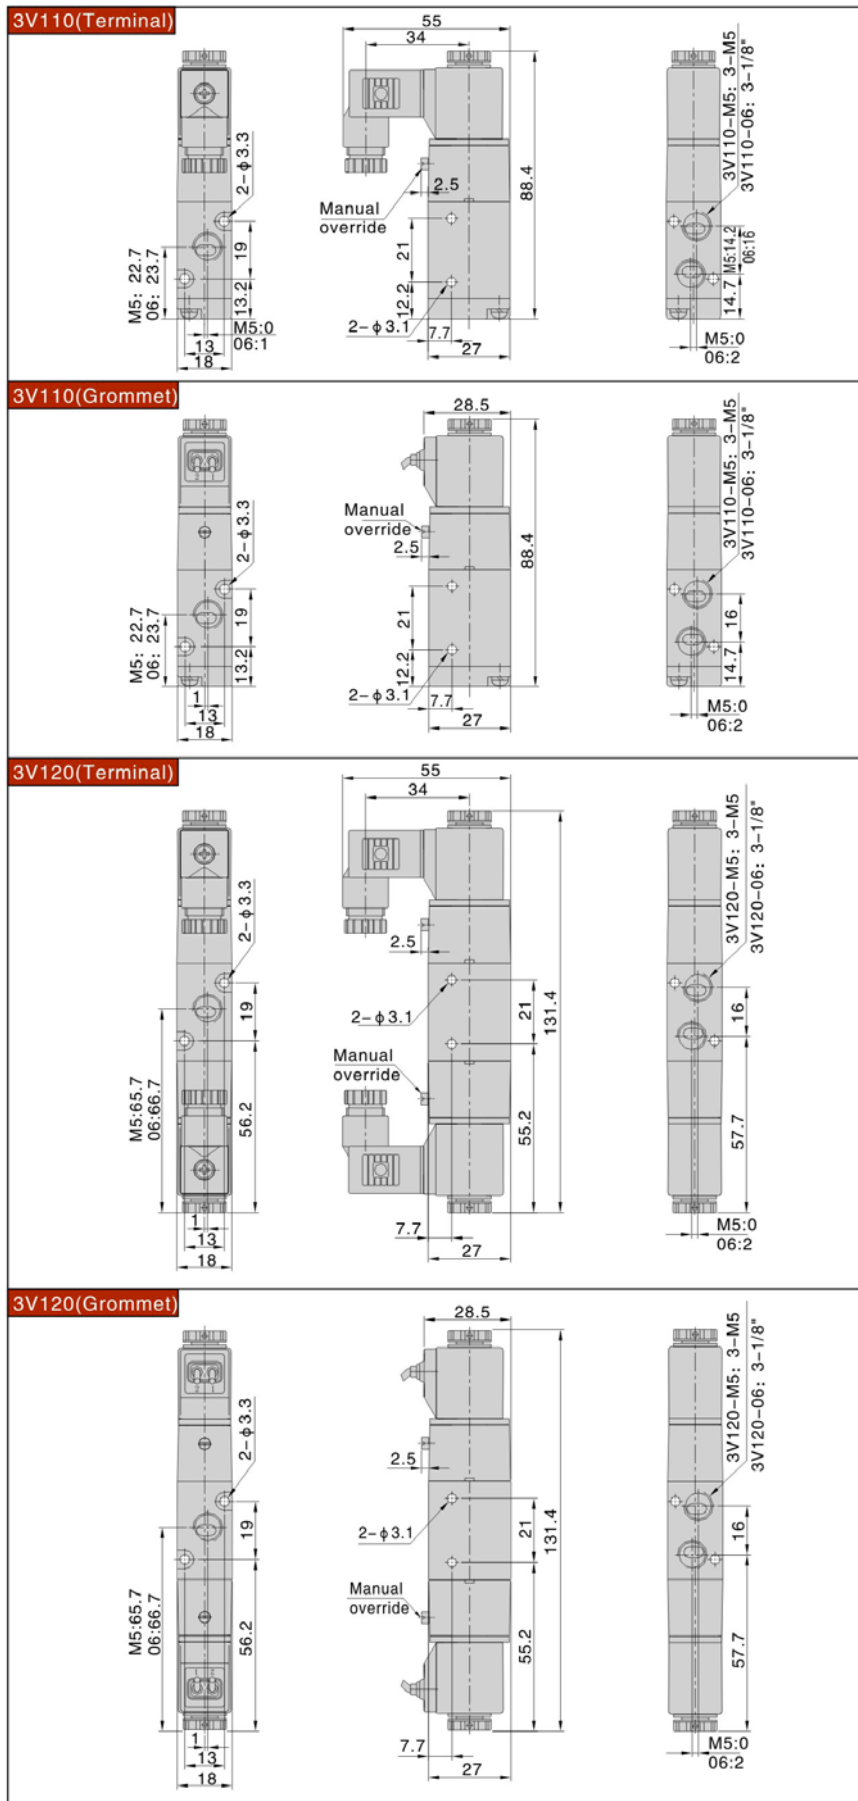 3V110(Terminal)
55
34
2-ϕ3.3
19
13.2
M5: 22.7
06: 23.7
M5:0
06:1
13
18
Manual
override
2.5
88.4
21
12.2
2-ϕ3.1
7.7
27
3V110-M5: 3-M5
3V110-06: 3-1/8"
M5:14.2
06:16
14.7
M5:0
06:2
3V110(Grommet)
28.5
2-ϕ3.3
19
13.2
M5: 22.7
06: 23.7
1
13
18
Manual
override
2.5
88.4
21
12.2
2-ϕ3.1
7.7
27
3V110-M5: 3-M5
3V110-06: 3-1/8"
16
14.7
M5:0
06:2
3V120(Terminal)
55
34
2-ϕ3.3
19
M5:65.7
06:66.7
56.2
1
13
18
2.5
2-ϕ3.1
21
131.4
Manual
override
55.2
7.7
27
3V120-M5: 3-M5
3V120-06: 3-1/8"
16
57.7
M5:0
06:2
3V120(Grommet)
28.5
2-ϕ3.3
19
M5:65.7
06:66.7
56.2
1
13
18
2.5
2-ϕ3.1
21
131.4
Manual
override
55.2
7.7
27
3V120-M5: 3-M5
3V120-06: 3-1/8"
16
57.7
M5:0
06:2